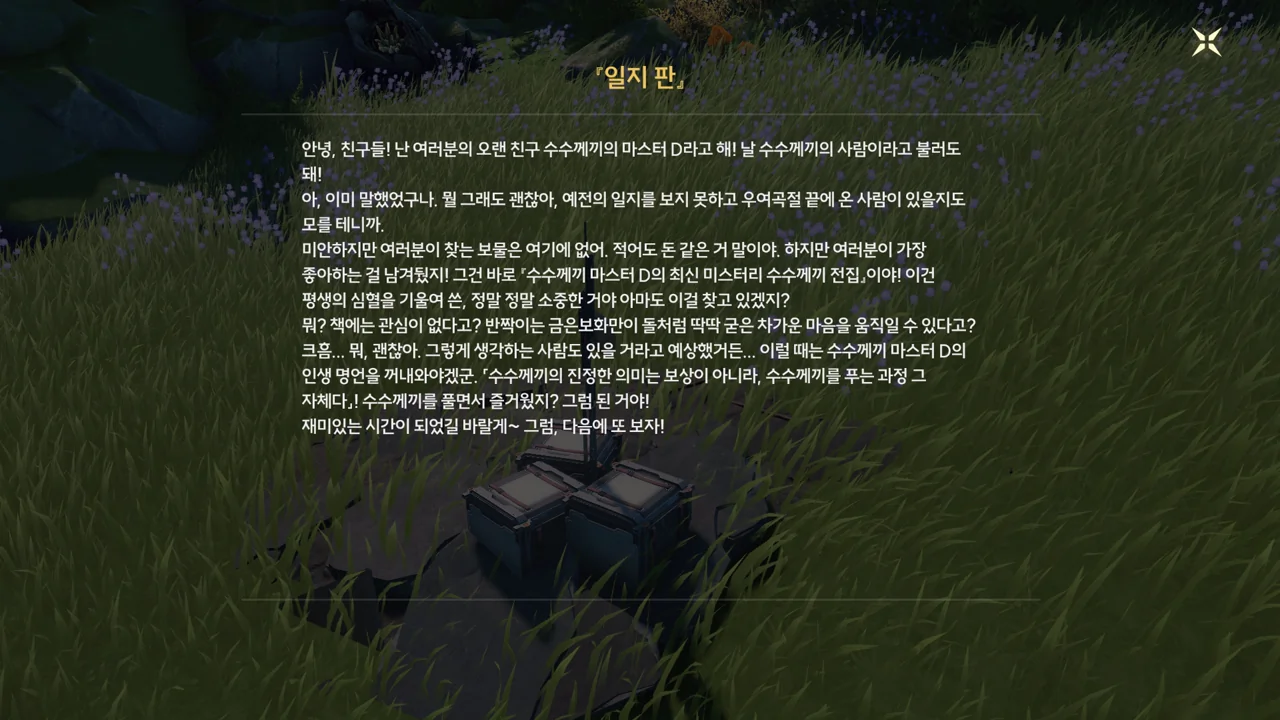 『일지 판』
안녕, 친구들! 난 여러분의 오랜 친구 수수께끼의 마스터 D라고 해! 날 수수께끼의 사람이라고 불러도
돼!
아, 이미 말했었구나. 뭘 그래도 괜찮아, 예전의 일지를 보지 못하고 우여곡절 끝에 온 사람이 있을지도
모를 테니까.
미안하지만 여러분이 찾는 보물은 여기에 없어. 적어도 돈 같은 거 말이야. 하지만 여러분이 가장
좋아하는 걸 남겨뒀지! 그건 바로 『수수께끼 마스터 D의 최신 미스터리 수수께끼 전집』이야! 이건
평생의 심혈을 기울여 쓴, 정말 정말 소중한 거야 아마도 이걸 찾고 있겠지?
뭐? 책에는 관심이 없다고? 반짝이는 금은보화만이 돌처럼 딱딱 굳은 차가운 마음을 움직일 수 있다고?
크흠... 뭐, 괜찮아. 그렇게 생각하는 사람도 있을 거라고 예상했거든... 이럴 때는 수수께끼 마스터 D의
인생 명언을 꺼내와야겠군. 「수수께끼의 진정한 의미는 보상이 아니라, 수수께끼를 푸는 과정 그
자체다」! 수수께끼를 풀면서 즐거웠지? 그럼 된 거야!
재미있는 시간이 되었길 바랄게~ 그럼, 다음에 또 보자!